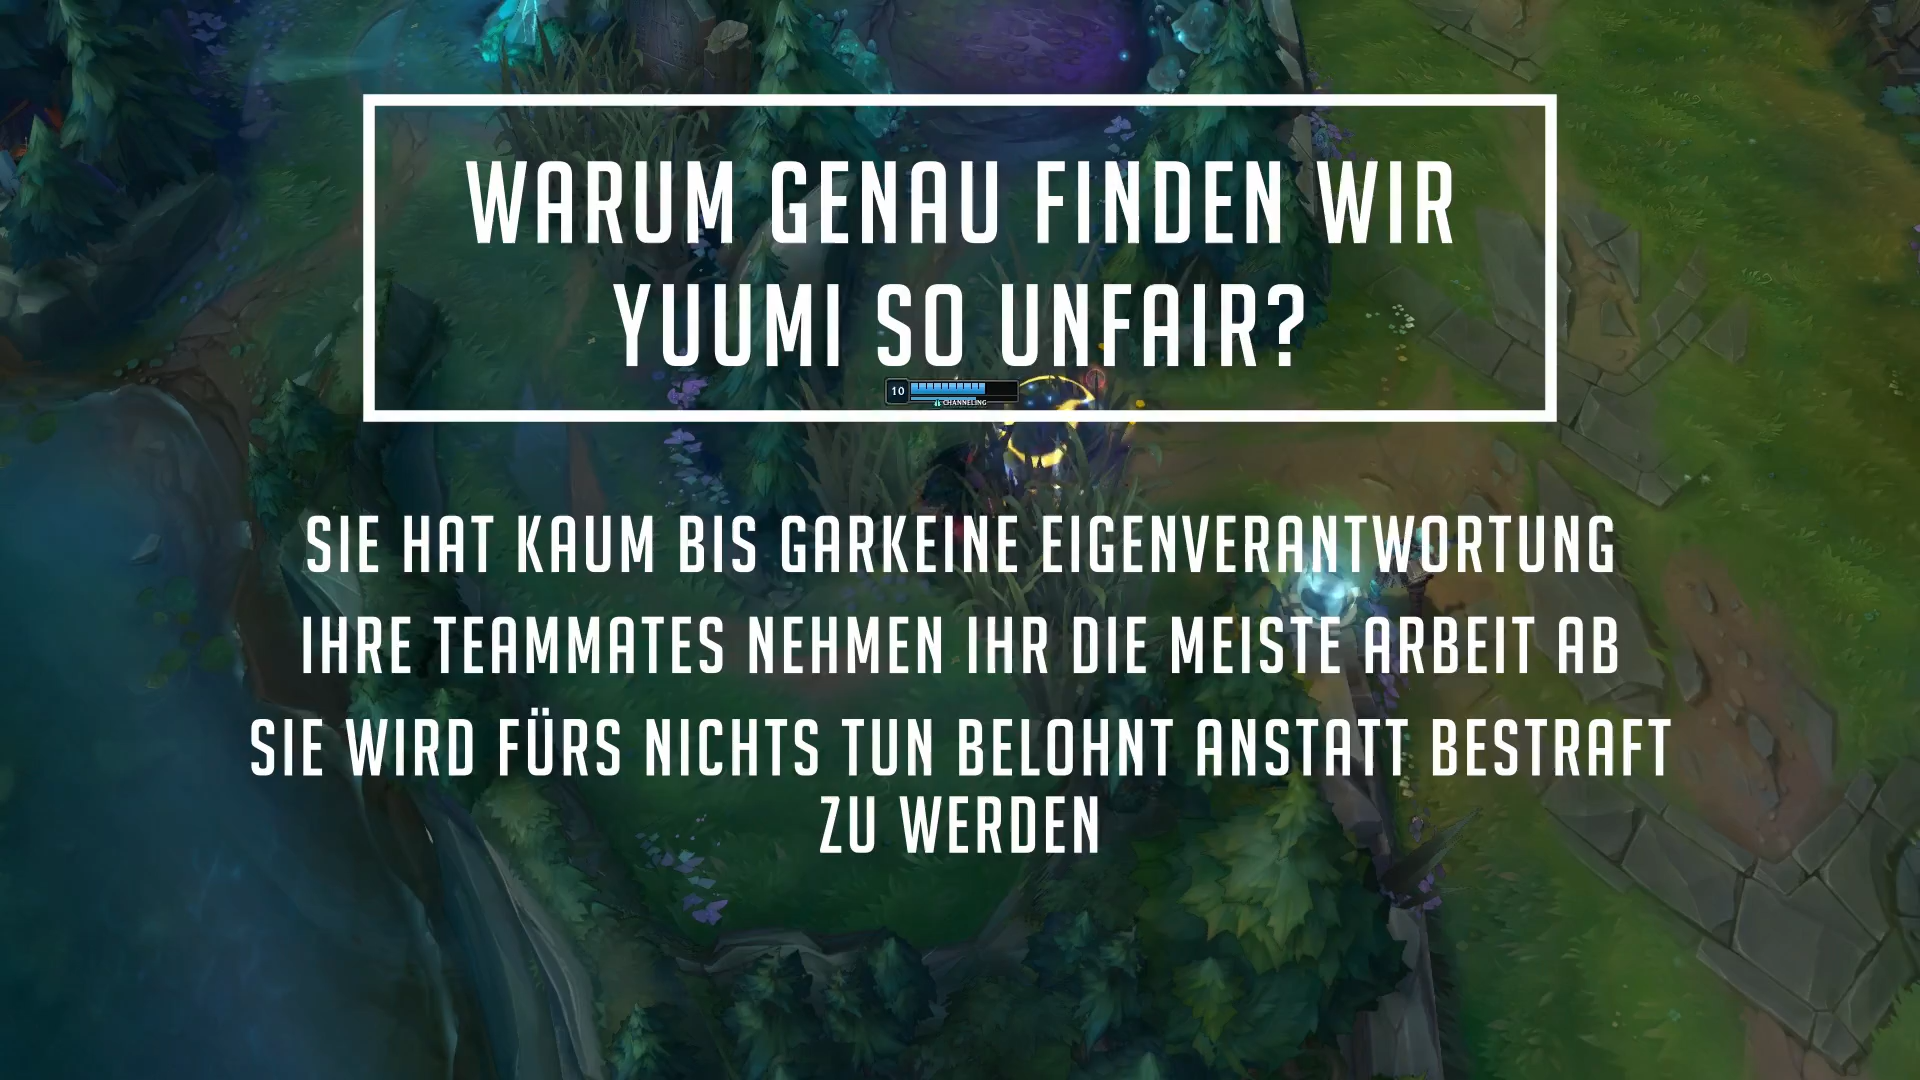 WARUM GENAU FINDEN WIR
YUUMI SO UNFAIR?
10
CHANNELING
SIE HAT KAUM BIS GARKEINE EIGENVERANTWORTUNG
IHRE TEAMMATES NEHMEN IHR DIE MEISTE ARBEIT AB
SIE WIRD FÜRS NICHTS TUN BELOHNT ANSTATT BESTRAFT
ZU WERDEN